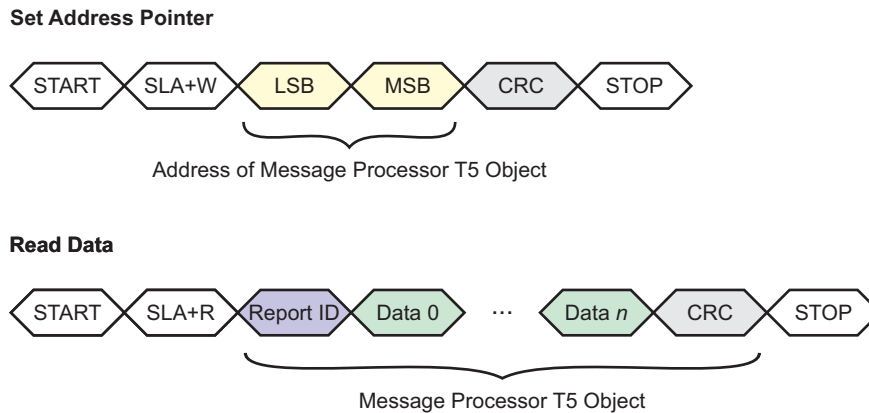 Set Address Pointer
START SLA+W LSB MSB CRC STOP
Address of Message Processor T5 Object
Read Data
START SLA+R Report ID Data 0 ... Data n CRC STOP
Message Processor T5 Object